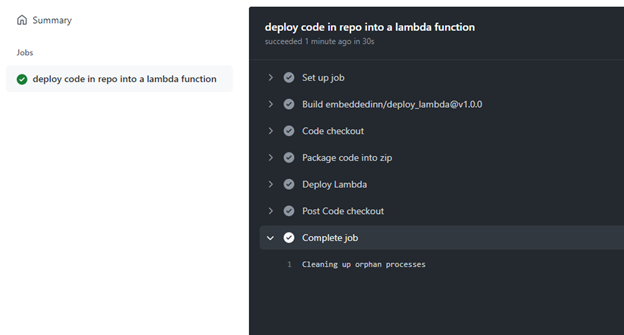 Summary
Jobs
deploy code in repo into a lambda function
deploy code in repo into a lambda function
succeeded 1 minute ago in 30s
Set up job
Build embeddedinn/deploy_lambda@v1.0.0
Code checkout
Package code into zip
Deploy Lambda
Post Code checkout
Complete job
1 Cleaning up orphan processes